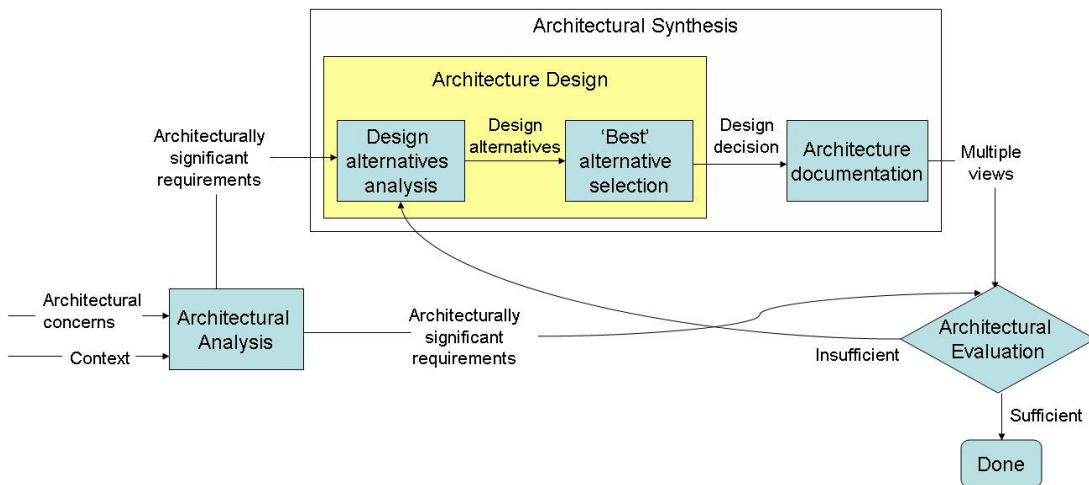 Architectural Synthesis
Architecture Design
Architecturally
significant
requirements
Design
alternatives
analysis
Design
alternatives
‘Best’
alternative
selection
Design
decision
Architecture
documentation
Multiple
views
Architectural
concerns
Context
Architectural
Analysis
Architecturally
significant
requirements
Insufficient
Architectural
Evaluation
Sufficient
Done